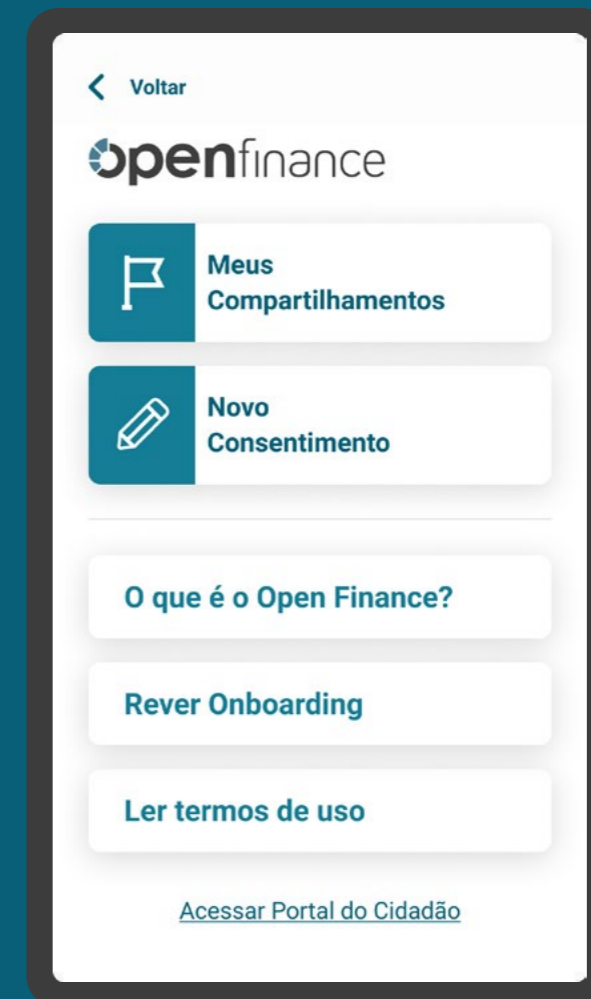 Voltar
openfinance
Meus
Compartilhamentos
Novo
Consentimento
O que é o Open Finance?
Rever Onboarding
Ler termos de uso
Acessar Portal do Cidadão